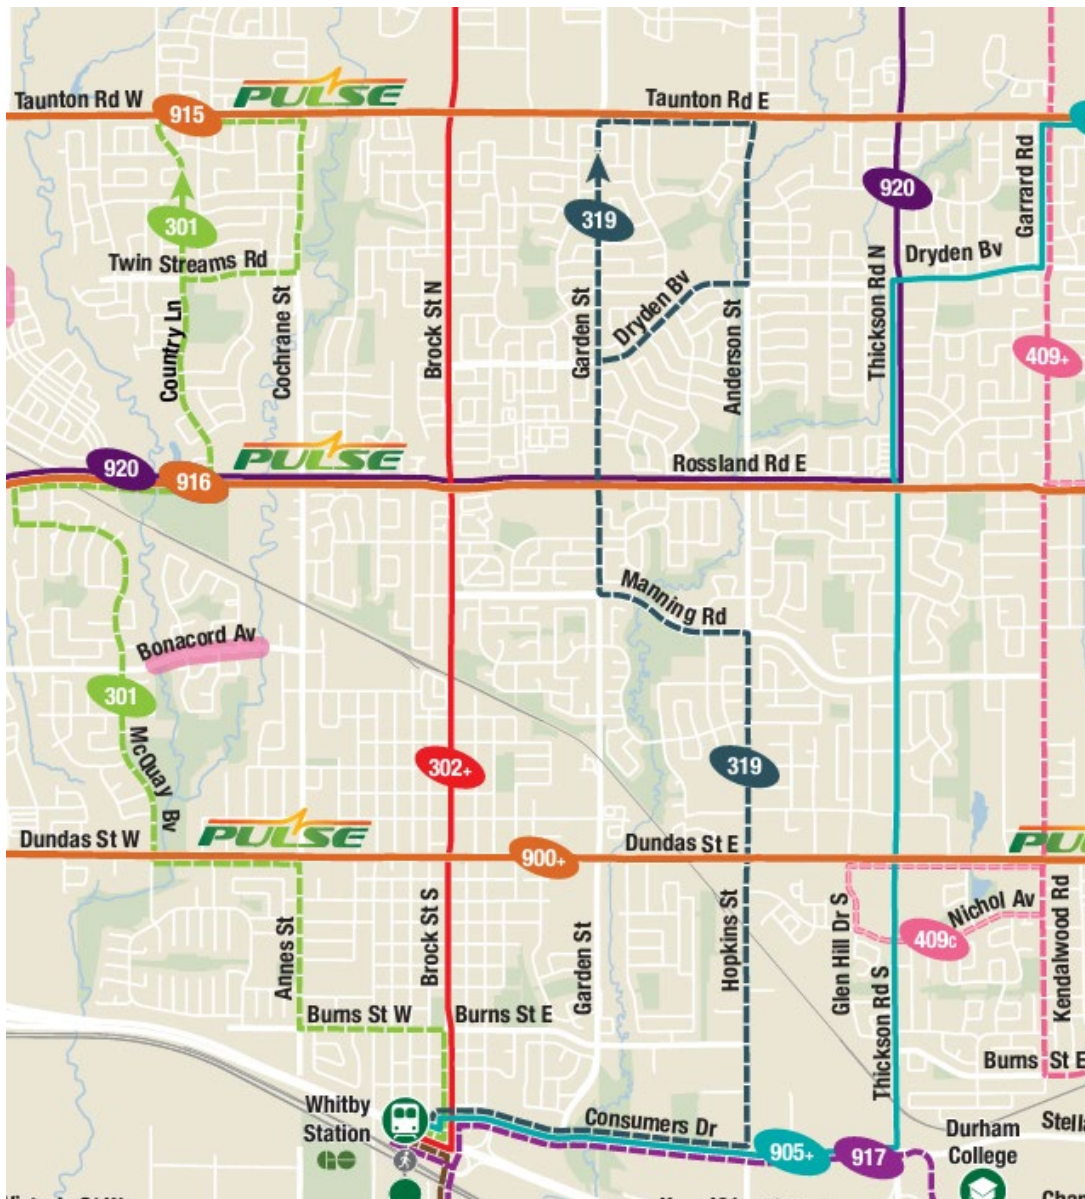 Taunton Rd W
915
PULSE
Taunton Rd E
301
319
920
Garrard Rd
Twin Streams Rd
Dryden Bv
Thickson Rd N
Dryden Bv
Country Ln
Cochrane St
Brock St N
Garden St
Anderson St
409+
920
916
PULSE
Rossland Rd E
Manning Rd
Bonacord Av
301
McQuay Bv
302+
319
Dundas St W
PULSE
900+
Dundas St E
Annes St
Brock St S
Garden St
Hopkins St
Glen Hill Dr S
409C
Nichol Av
Kendalwood Rd
Thickson Rd S
Burns St W
Burns St E
Burns St E
Whitby
Station
GO
Consumers Dr
905+
917
Durham
College